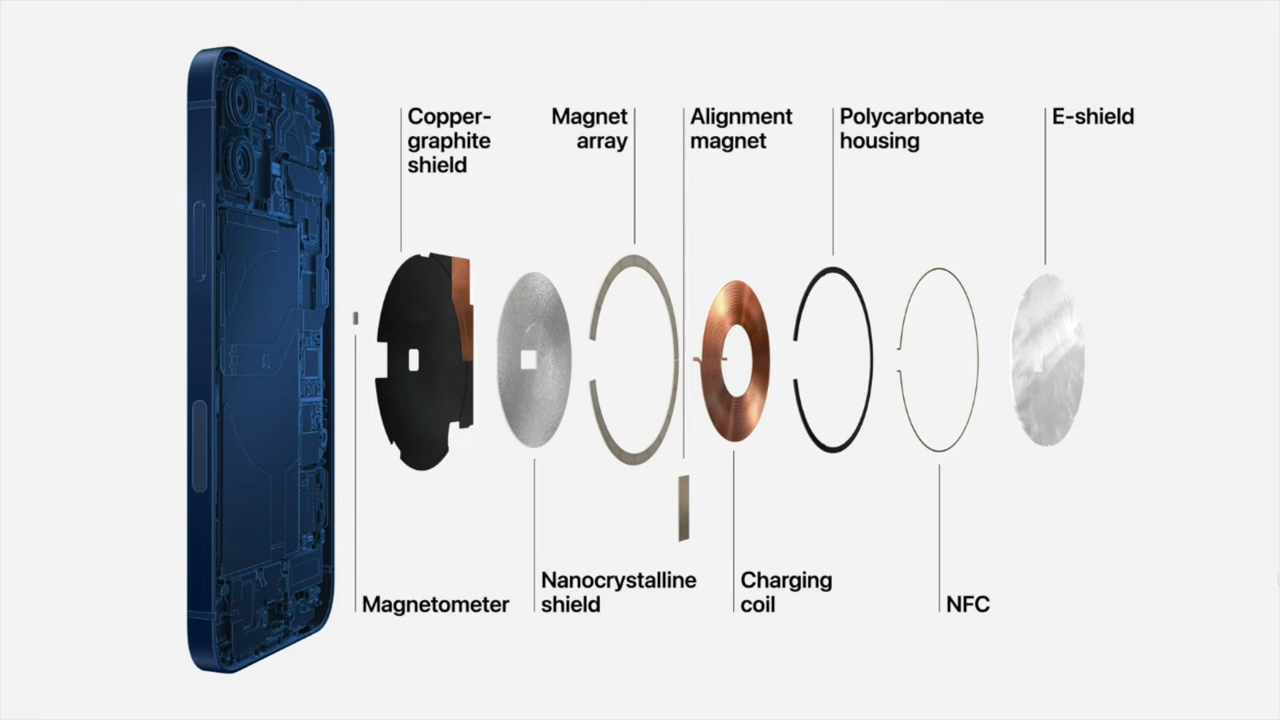 Copper-
graphite
shield
Magnet
array
Alignment
magnet
Polycarbonate
housing
E-shield
Magnetometer
Nanocrystalline
shield
Charging
coil
NFC